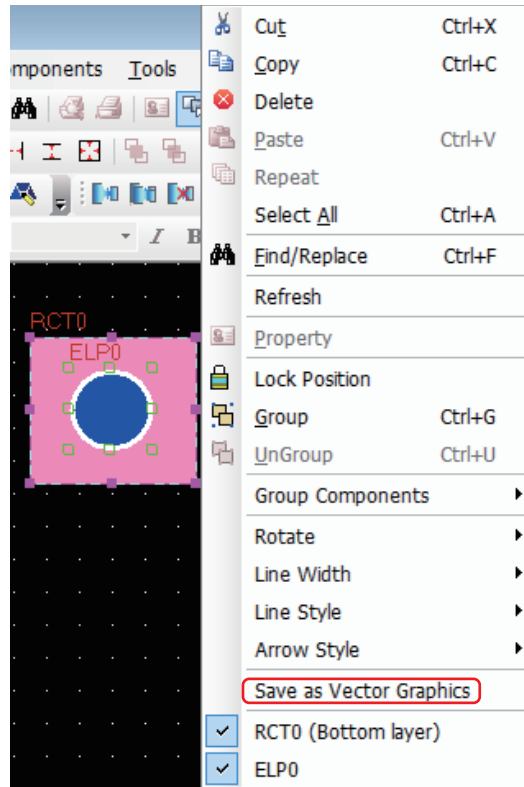 mponents Tools
I B
RCT0
ELP0
Cut Ctrl+X
Copy Ctrl+C
Delete
Paste Ctrl+V
Repeat
Select All Ctrl+A
Find/Replace Ctrl+F
Refresh
Property
Lock Position
Group Ctrl+G
UnGroup Ctrl+U
Group Components
Rotate
Line Width
Line Style
Arrow Style
Save as Vector Graphics
RCT0 (Bottom layer)
ELP0